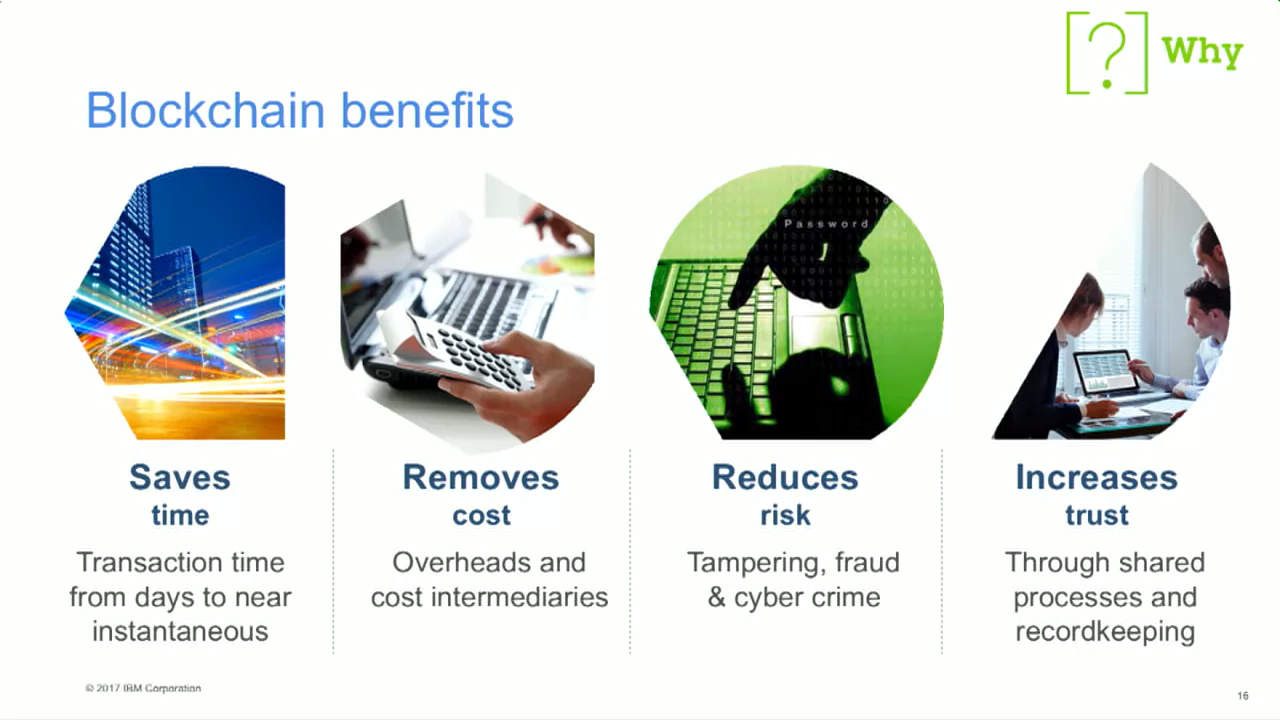 Why
Blockchain benefits
Password
Saves
time
Transaction time
from days to near
instantaneous
Removes
cost
Overheads and
cost intermediaries
Reduces
risk
Tampering, fraud
& cyber crime
Increases
trust
Through shared
processes and
recordkeeping
© 2017 IBM Corporation
16